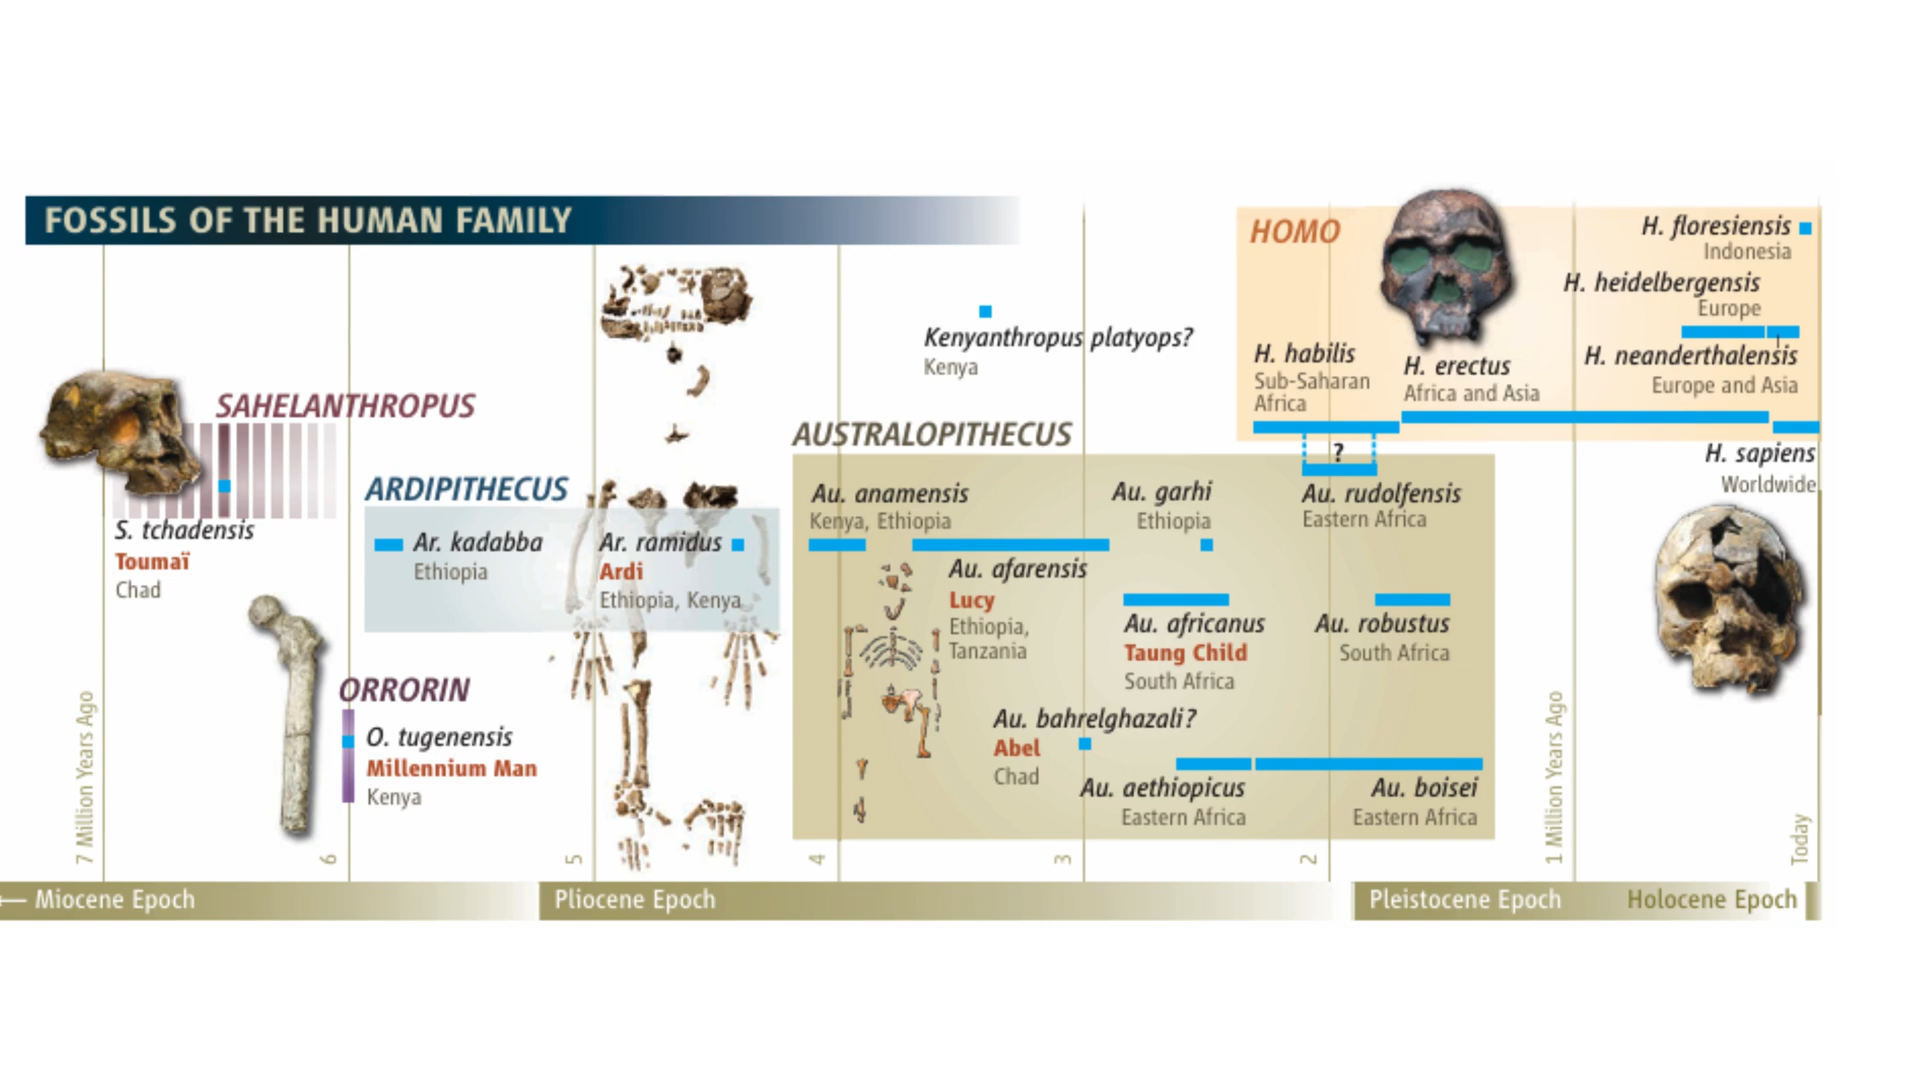 FOSSILS OF THE HUMAN FAMILY
HOMO
H. floresiensis
Indonesia
H. heidelbergensis
Europe
H. neanderthalensis
Europe and Asia
H. habilis
Sub-Saharan
Africa
H. erectus
Africa and Asia
H. sapiens
Worldwide
Kenyanthropus platyops?
Kenya
SAHELANTHROPUS
S. tchadensis
Toumaï
Chad
ARDIPITHECUS
Ar. kadabba
Ethiopia
Ar. ramidus
Ardi
Ethiopia, Kenya
ORRORIN
O. tugenensis
Millennium Man
Kenya
AUSTRALOPITHECUS
Au. anamensis
Kenya, Ethiopia
Au. garhi
Ethiopia
?
Au. rudolfensis
Eastern Africa
Au. afarensis
Lucy
Ethiopia,
Tanzania
Au. africanus
Taung Child
South Africa
Au. robustus
South Africa
Au. bahrelghazali?
Abel
Chad
Au. aethiopicus
Eastern Africa
Au. boisei
Eastern Africa
7 Million Years Ago
6
5
4
3
2
1 Million Years Ago
Today
Miocene Epoch
Pliocene Epoch
Pleistocene Epoch
Holocene Epoch